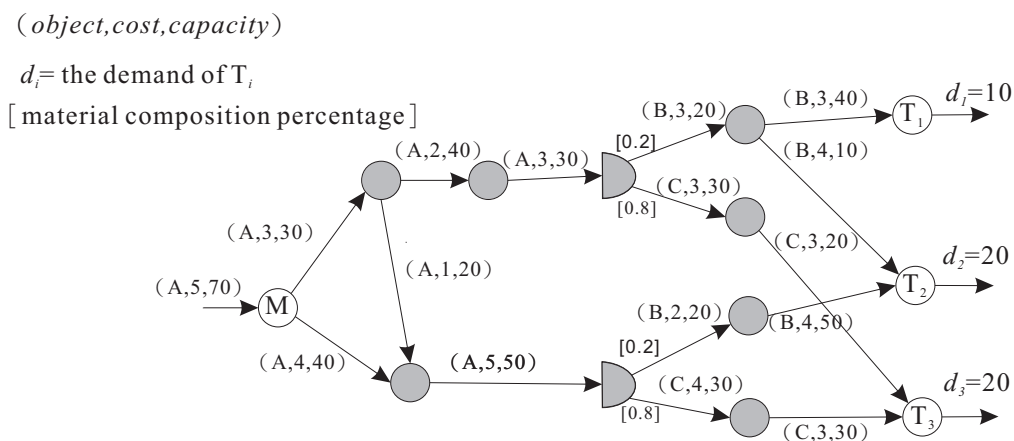 (object,cost,capacity)
dᵢ= the demand of Tᵢ
[ material composition percentage ]
(A,5,70)
M
(A,3,30)
(A,4,40)
(A,2,40)
(A,1,20)
(A,3,30)
(A,5,50)
[0.2]
[0.8]
(B,3,20)
(C,3,30)
[0.2]
[0.8]
(B,2,20)
(C,4,30)
(B,3,40)
(B,4,10)
(C,3,20)
(B,4,50)
(C,3,30)
T₁
d₁=10
T₂
d₂=20
T₃
d₃=20